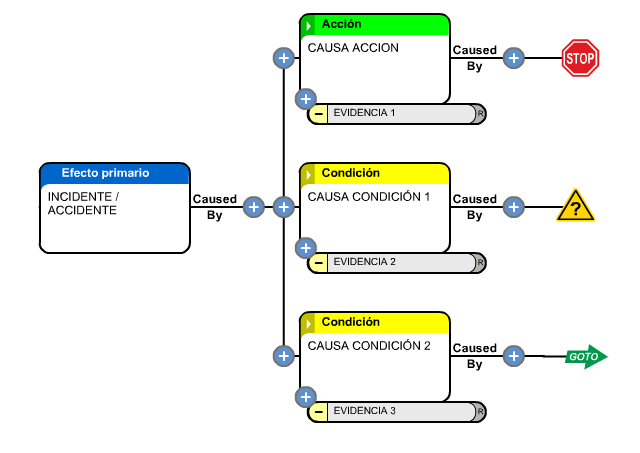 Acción
CAUSA ACCION
Caused
By
STOP
EVIDENCIA 1
R
Efecto primario
INCIDENTE /
ACCIDENTE
Caused
By
Condición
CAUSA CONDICIÓN 1
Caused
By
?
EVIDENCIA 2
R
Condición
CAUSA CONDICIÓN 2
Caused
By
GOTO
EVIDENCIA 3
R